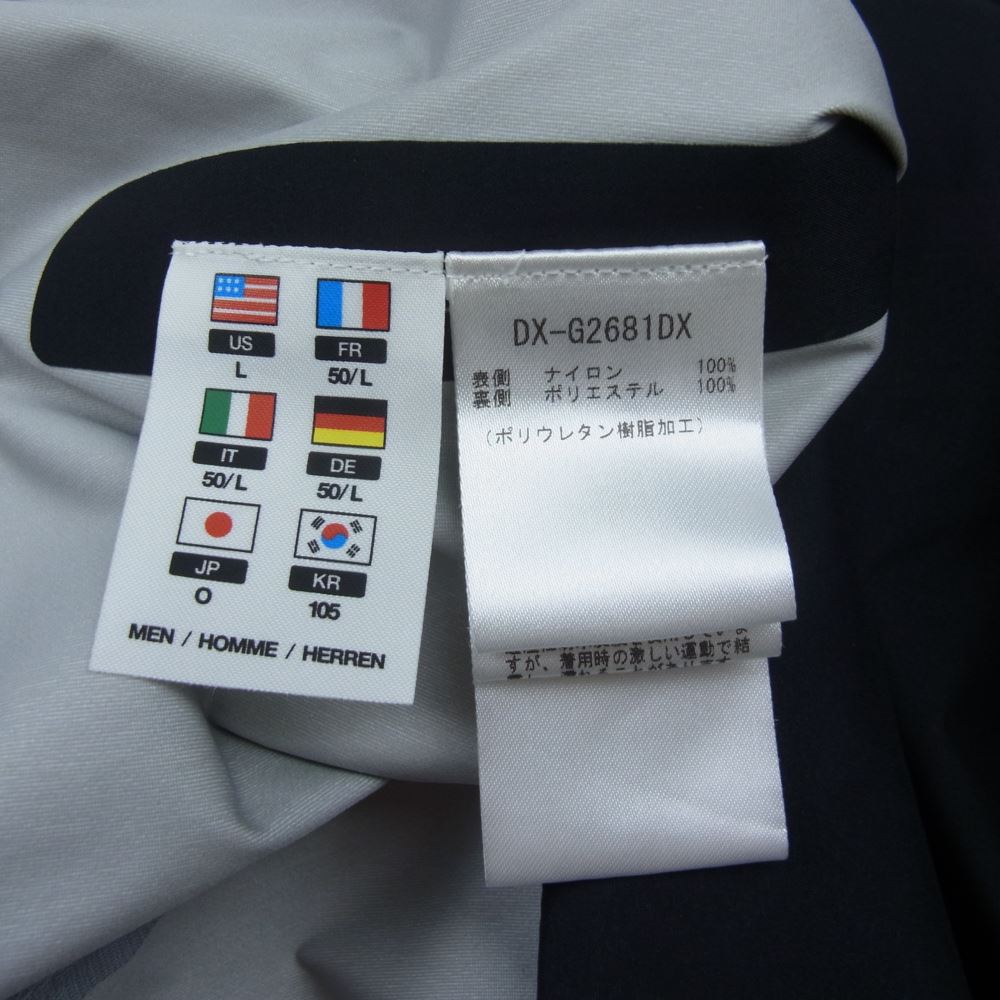 US FR
L 50/L
IT DE
50/L 50/L
JP KR
O 105
MEN / HOMME / HERREN
DX-G2681DX
表側 ナイロン 100%
裏側 ポリエステル 100%
(ポリウレタン樹脂加工)
すが、着用時の激しい運動で結